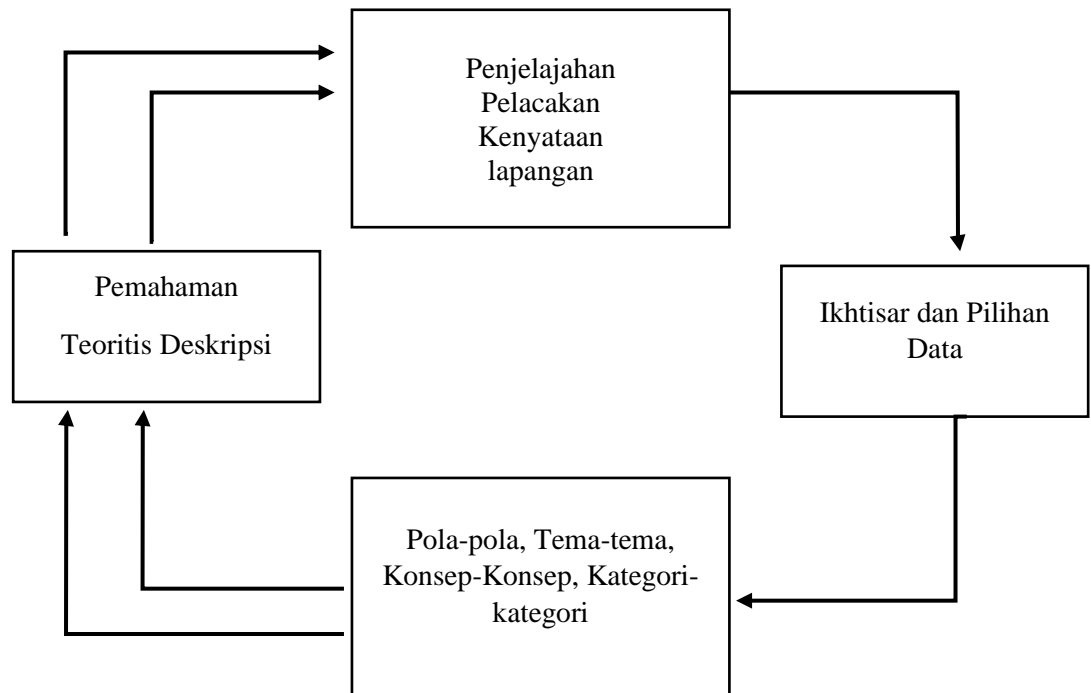 Penjelajahan
Pelacakan
Kenyataan
lapangan
Pemahaman
Teoritis Deskripsi
Ikhtisar dan Pilihan
Data
Pola-pola, Tema-tema,
Konsep-Konsep, Kategori-
kategori